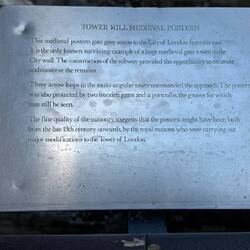 TOWER HILL MEDIEVAL POSTERN
This medieval postern gate gave access to the City of London from the east.
It is the only known surviving example of a large medieval gate tower in the
City wall. The construction of the subway provided the opportunity to excavate
and conserve the remains.
Three arrow loops in the multi-angular tower commanded the approach. The postern
was also protected by two wooden gates and a portcullis, the groove for which
may still be seen.
The fine quality of the masonry suggests that the postern might have been built
from the late 13th century onwards, by the royal masons who were carrying out
major modifications to the Tower of London.